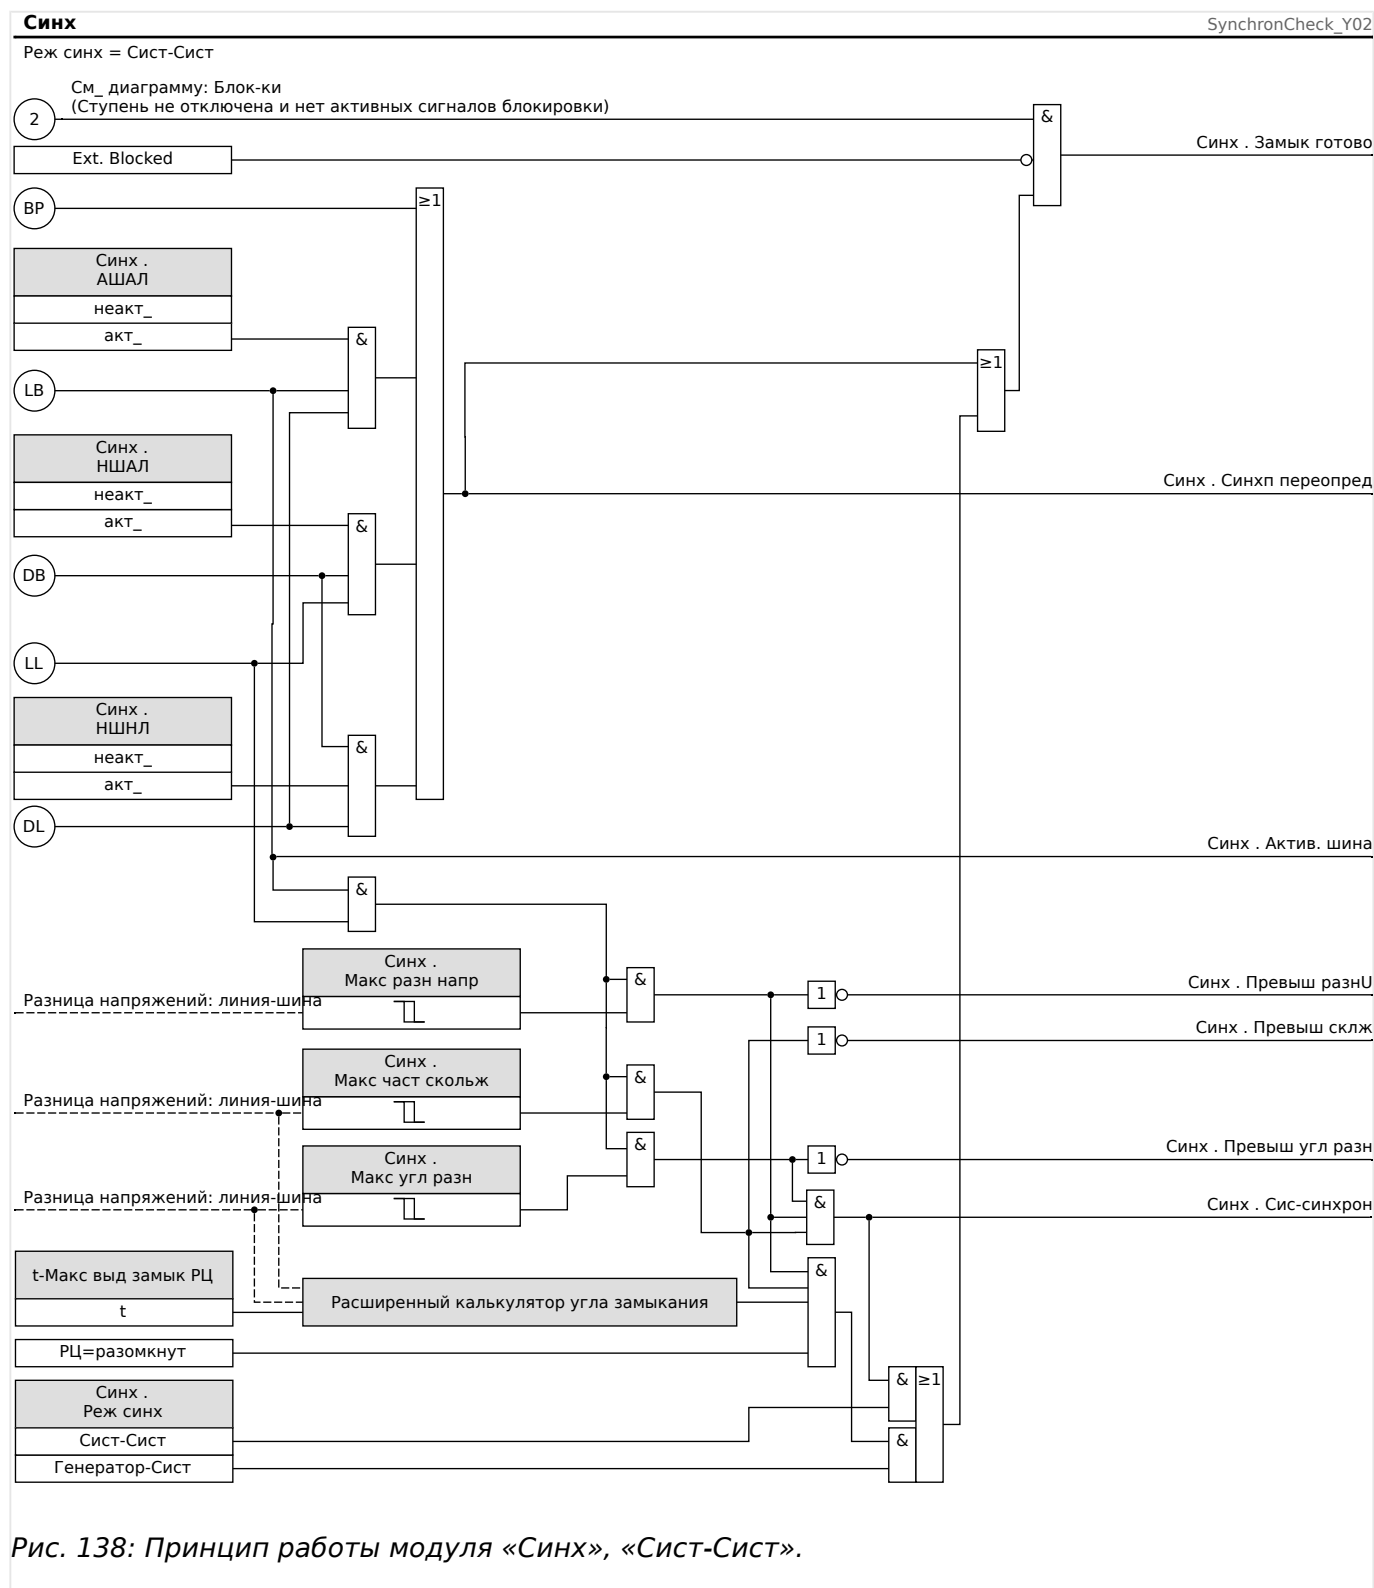 Синх
SynchronCheck_Y02
Реж синх = Сист-Сист
См_ диаграмму: Блок-ки
(Ступень не отключена и нет активных сигналов блокировки)
2
&
Синх . Замык готово
Ext. Blocked
BP
≥1
Синх .
АШАЛ
неакт_
акт_
&
≥1
LB
Синх .
НШАЛ
неакт_
акт_
&
Синх . Синхп переопред
DB
LL
Синх .
НШНЛ
неакт_
акт_
&
DL
Синх . Актив. шина
&
Синх .
Макс разн напр
&
Разница напряжений: линия-шина
1
Синх . Превыш разнU
1
Синх . Превыш склж
Синх .
Макс част скольж
&
Разница напряжений: линия-шина
Синх .
Макс угл разн
&
1
Синх . Превыш угл разн
Разница напряжений: линия-шина
&
Синх . Сис-синхрон
t-Макс выд замык РЦ
t
Расширенный калькулятор угла замыкания
&
РЦ=разомкнут
Синх .
Реж синх
Сист-Сист
Генератор-Сист
&
≥1
&
Рис. 138: Принцип работы модуля «Синх», «Сист-Сист».